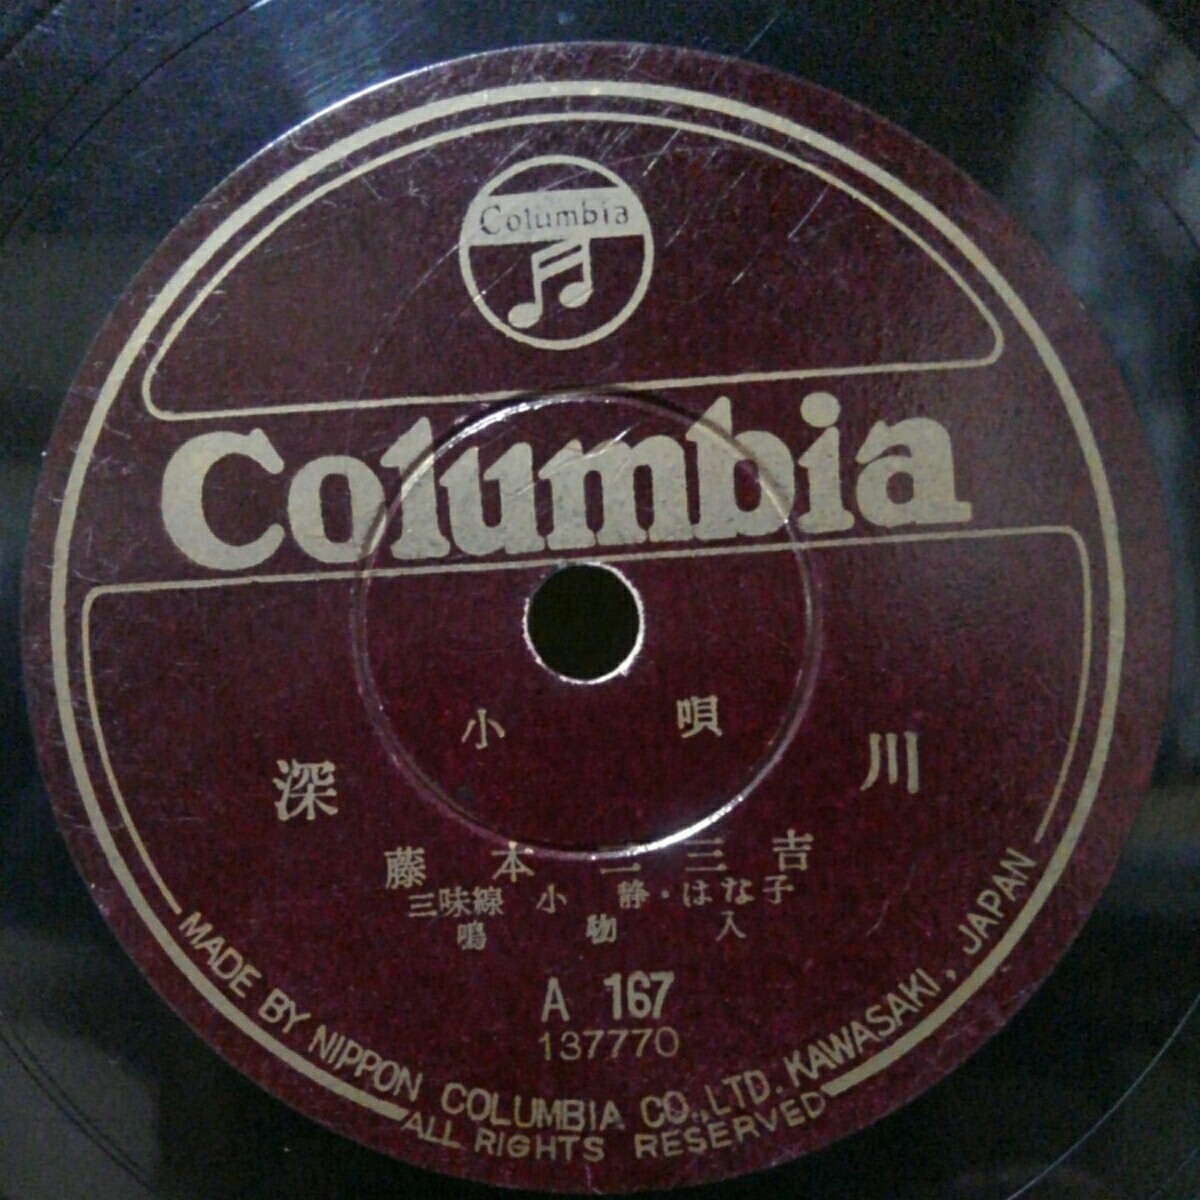 Columbia
Columbia
小唄
深川
藤本二三吉
三味線 小静・はな子
鳴物入
A 167
137770
MADE BY NIPPON COLUMBIA CO., LTD. KAWASAKI, JAPAN
ALL RIGHTS RESERVED